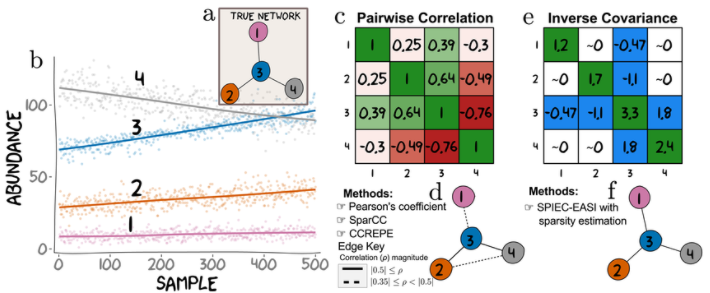 a
TRUE NETWORK
1
3
2
4
b
ABUNDANCE
100
50
0
4
3
2
1
0
100
200
300
400
500
SAMPLE
c
Pairwise Correlation
1 1 0.25 0.39 -0.3
2 0.25 1 0.64 -0.49
3 0.39 0.64 1 -0.76
4 -0.3 -0.49 -0.76 1
1 2 3 4
Methods:
☞ Pearson's coefficient
☞ SparCC
☞ CCREPE
Edge Key
Correlation (ρ) magnitude
|0.5| ≤ ρ
|0.35| ≤ ρ < |0.5|
d
1
3
4
2
e
Inverse Covariance
1 1.2 ~0 -0.47 ~0
2 ~0 1.7 -1.1 ~0
3 -0.47 -1.1 3.3 1.8
4 ~0 ~0 1.8 2.4
1 2 3 4
Methods:
☞ SPIEC-EASI with
sparsity estimation
f
1
3
4
2